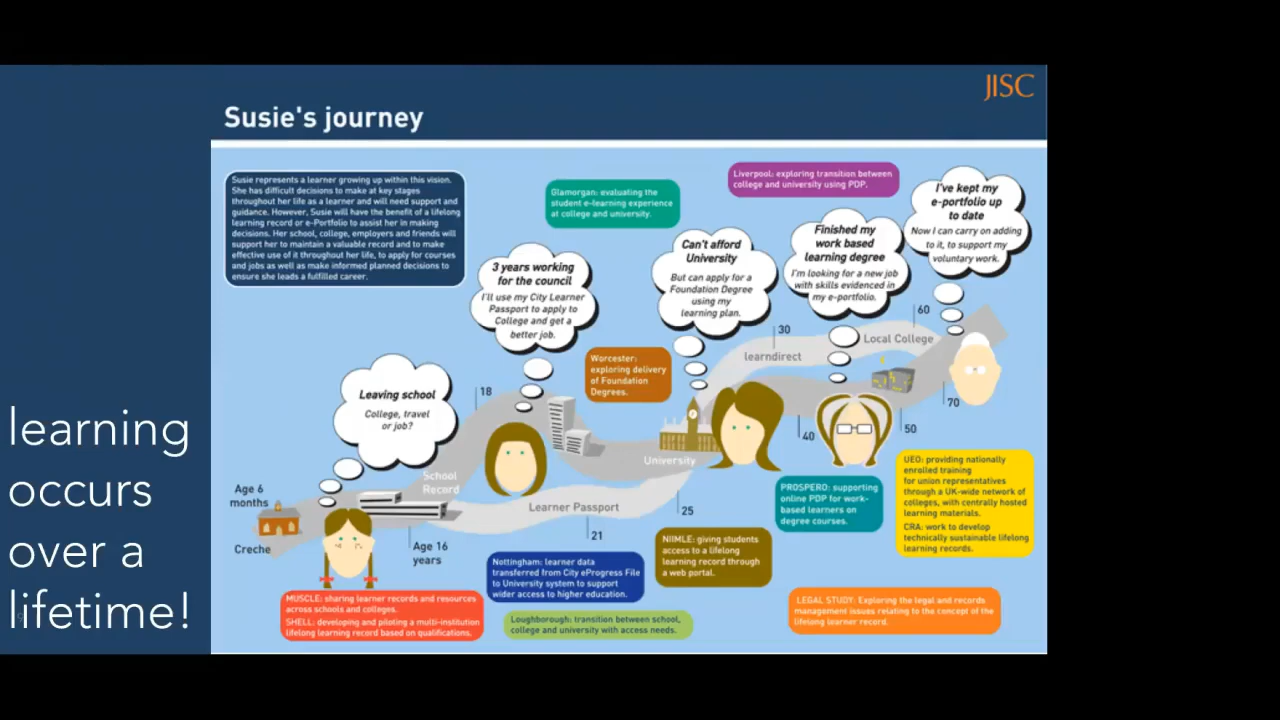 JISC
Susie's journey
Susie represents a learner growing up within this vision.
She has difficult decisions to make at key stages
throughout her life as a learner and will need support and
guidance. However, Susie will have the benefit of a lifelong
learning record or e-Portfolio to assist her in making
decisions. Her school, college, employers and friends will
support her to maintain a valuable record and to make
effective use of it throughout her life, to apply for courses
and jobs as well as make informed planned decisions to
ensure she leads a fulfilled career.
Glamorgan: evaluating the
student e-learning experience
at college and university.
Liverpool: exploring transition between
college and university using PDP.
I've kept my
e-portfolio up
to date
Now I can carry on adding
to it, to support my
voluntary work.
Finished my
work based
learning degree
I'm looking for a new job
with skills evidenced in
my e-portfolio.
Can't afford
University
But can apply for a
Foundation Degree
using my
learning plan.
3 years working
for the council
I'll use my City Learner
Passport to apply to
College and get a
better job.
Leaving school
College, travel
or job?
Worcester:
exploring delivery
of Foundation
Degrees.
60
30
Local College
learndirect
18
70
50
40
University
School
Record
Age 6
months
Creche
Learner Passport
25
21
Age 16
years
UEO: providing nationally
enrolled training
for union representatives
through a UK-wide network of
colleges, with centrally hosted
learning materials.
CRA: work to develop
technically sustainable lifelong
learning records.
PROSPERO: supporting
online PDP for work-
based learners on
degree courses.
NIIMLE: giving students
access to a lifelong
learning record through
a web portal.
Nottingham: learner data
transferred from City eProgress File
to University system to support
wider access to higher education.
MUSCLE: sharing learner records and resources
across schools and colleges.
SHELL: developing and piloting a multi-institution
lifelong learning record based on qualifications.
Loughborough: transition between school,
college and university with access needs.
LEGAL STUDY: Exploring the legal and records
management issues relating to the concept of the
lifelong learner record.
learning
occurs
over a
lifetime!